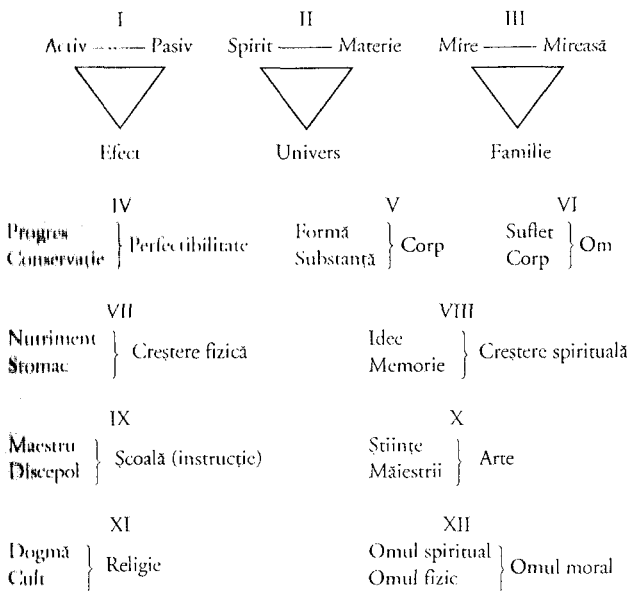 I II III
Activ Pasiv Spirit Materie Mire Mireasă
Efect Univers Familie
IV V VI
Progres
Conservație
Perfectibilitate
Formă
Substanță
Corp
Suflet
Corp
Om
VII VIII
Nutriment
Stomac
Creștere fizică
Idee
Memorie
Creștere spirituală
IX X
Maestru
Discepol
Școală (instrucție)
Științe
Măiestrii
Arte
XI XII
Dogmă
Cult
Religie
Omul spiritual
Omul fizic
Omul moral